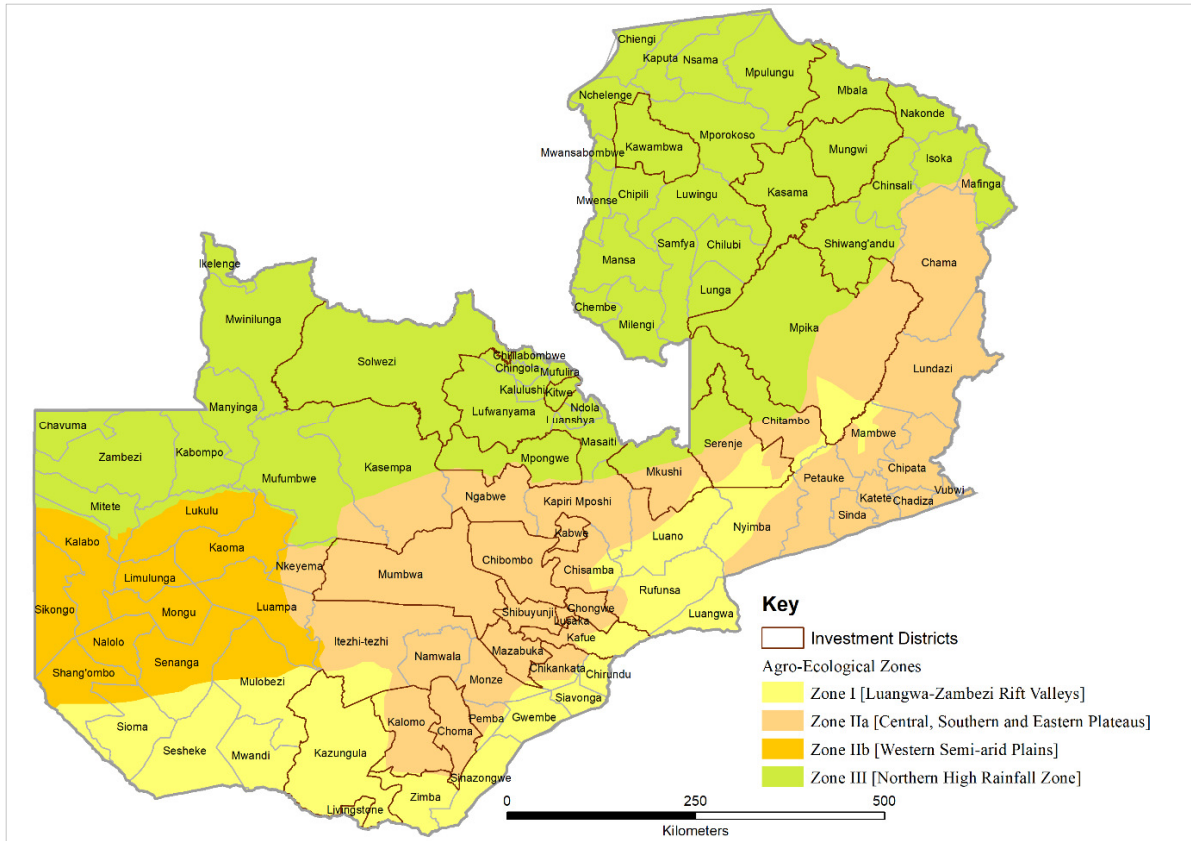 Chiengi
Kaputa
Nsama
Mpulungu
Mbala
Nchelenge
Nakonde
Mporokoso
Kawambwa
Mwansabombwe
Mungwi
Isoka
Mafinga
Chipili
Luwingu
Kasama
Chinsali
Mwense
Samfya
Chilubi
Shiwang'andu
Mansa
Chama
Ikelenge
Lunga
Chembe
Milengi
Mpika
Mwinilunga
Solwezi
Chililabombwe
Chingola
Mufulira
Lundazi
Kalulushi
Kitwe
Manyinga
Lufwanyama
Ndola
Luanshya
Chavuma
Chitambo
Mambwe
Zambezi
Kabompo
Kasempa
Masaiti
Serenje
Mpongwe
Mkushi
Chipata
Mufumbwe
Petauke
Vubwi
Ngabwe
Kapiri Mposhi
Katete
Chadiza
Mitete
Lukulu
Sinda
Nyimba
Kabwe
Luano
Kalabo
Kaoma
Chibombo
Nkeyema
Chisamba
Limulunga
Mumbwa
Rufunsa
Sikongo
Mongu
Luampa
Shibuyunji
Chongwe
Luangwa
Lusaka
Nalolo
Itezhi-tezhi
Kafue
Senanga
Namwala
Mazabuka
Shang'ombo
Chikankata
Chirundu
Mulobezi
Monze
Siavonga
Sioma
Kalomo
Pemba
Gwembe
Choma
Sesheke
Mwandi
Kazungula
Sinazongwe
Zimba
Livingstone
Key
Investment Districts
Agro-Ecological Zones
Zone I [Luangwa-Zambezi Rift Valleys]
Zone IIa [Central, Southern and Eastern Plateaus]
Zone IIb [Western Semi-arid Plains]
Zone III [Northern High Rainfall Zone]
0 250 500
Kilometers